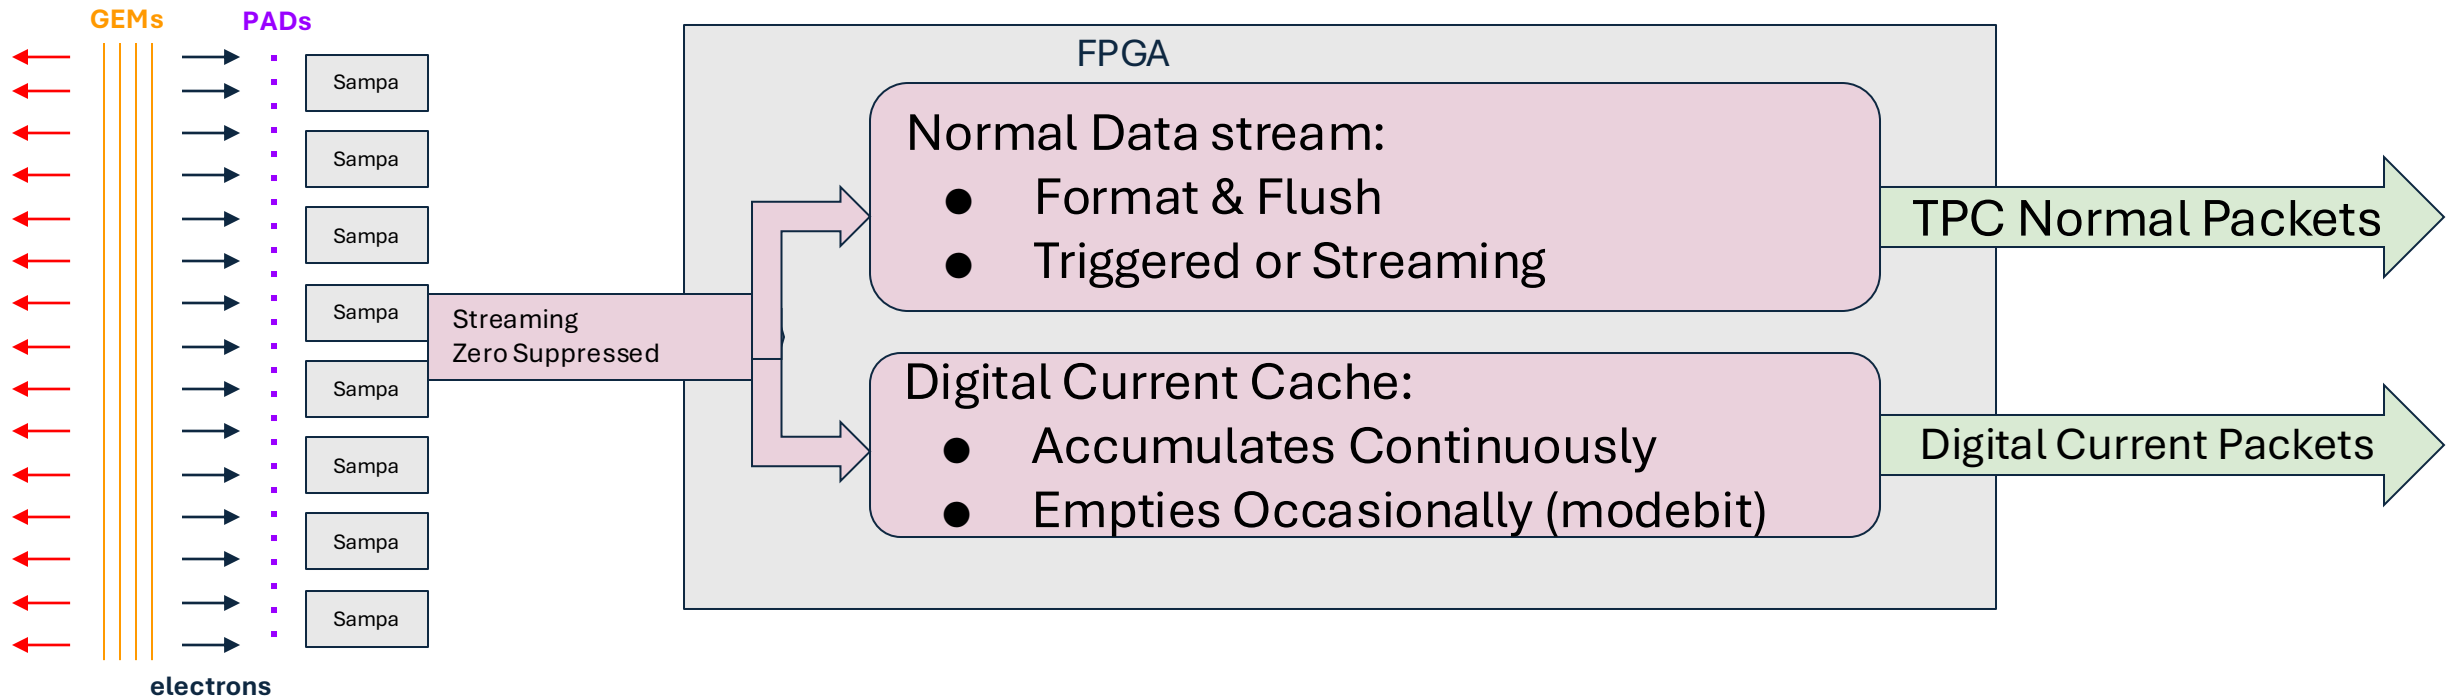 GEMs
PADs
Sampa
Sampa
Sampa
Sampa
Sampa
Sampa
Sampa
Sampa
electrons
Streaming
Zero Suppressed
FPGA
Normal Data stream:
● Format & Flush
● Triggered or Streaming
Digital Current Cache:
● Accumulates Continuously
● Empties Occasionally (modebit)
TPC Normal Packets
Digital Current Packets